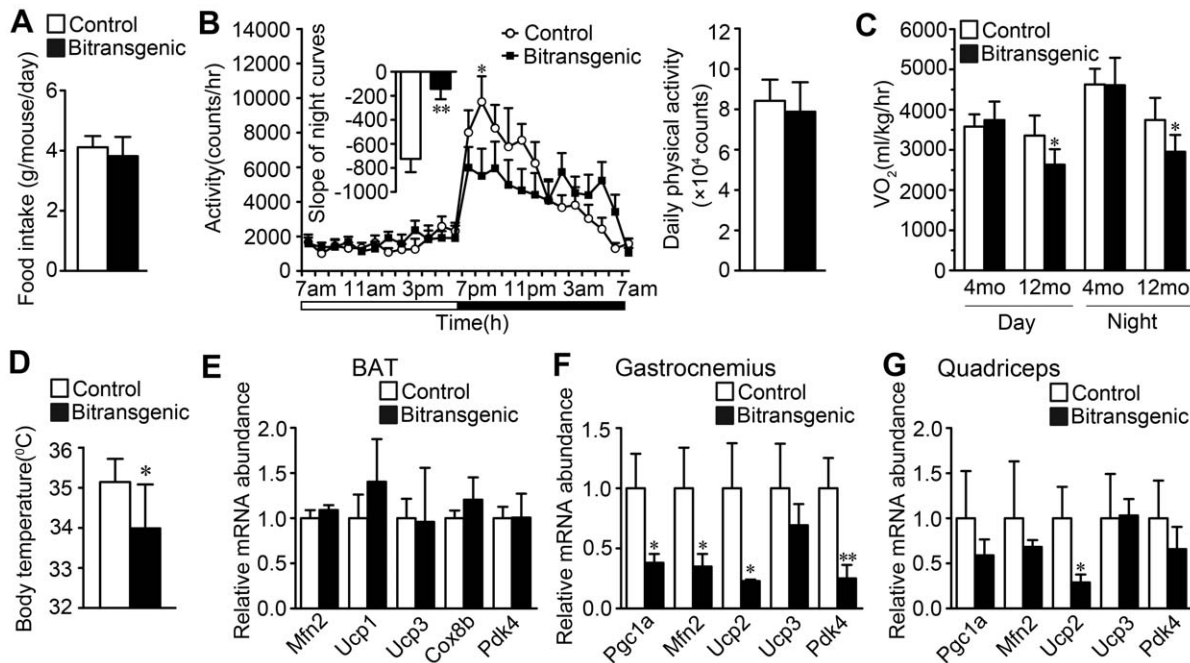 A
Control
Bitransgenic
Food intake (g/mouse/day)
6
4
2
0
B
Activity(counts/hr)
14000
12000
10000
8000
6000
4000
2000
0
Slope of night curves
0
-200
-400
-600
-800
-1000
**
*
Control
Bitransgenic
7am 11am 3pm 7pm 11pm 3am 7am
Time(h)
Daily physical activity
(×10⁴ counts)
12
10
8
6
4
2
0
C
Control
Bitransgenic
VO₂(ml/kg/hr)
6000
5000
4000
3000
2000
1000
0
* *
4mo 12mo 4mo 12mo
Day Night
D
Control
Bitransgenic
Body temperature(⁰C)
36
35
34
33
32
*
E
BAT
Control
Bitransgenic
Relative mRNA abundance
2.0
1.5
1.0
0.5
0.0
Mfn2 Ucp1 Ucp3 Cox8b Pdk4
F
Gastrocnemius
Control
Bitransgenic
Relative mRNA abundance
1.5
1.0
0.5
0.0
* * * **
Pgc1a Mfn2 Ucp2 Ucp3 Pdk4
G
Quadriceps
Control
Bitransgenic
Relative mRNA abundance
2.0
1.5
1.0
0.5
0.0
*
Pgc1a Mfn2 Ucp2 Ucp3 Pdk4